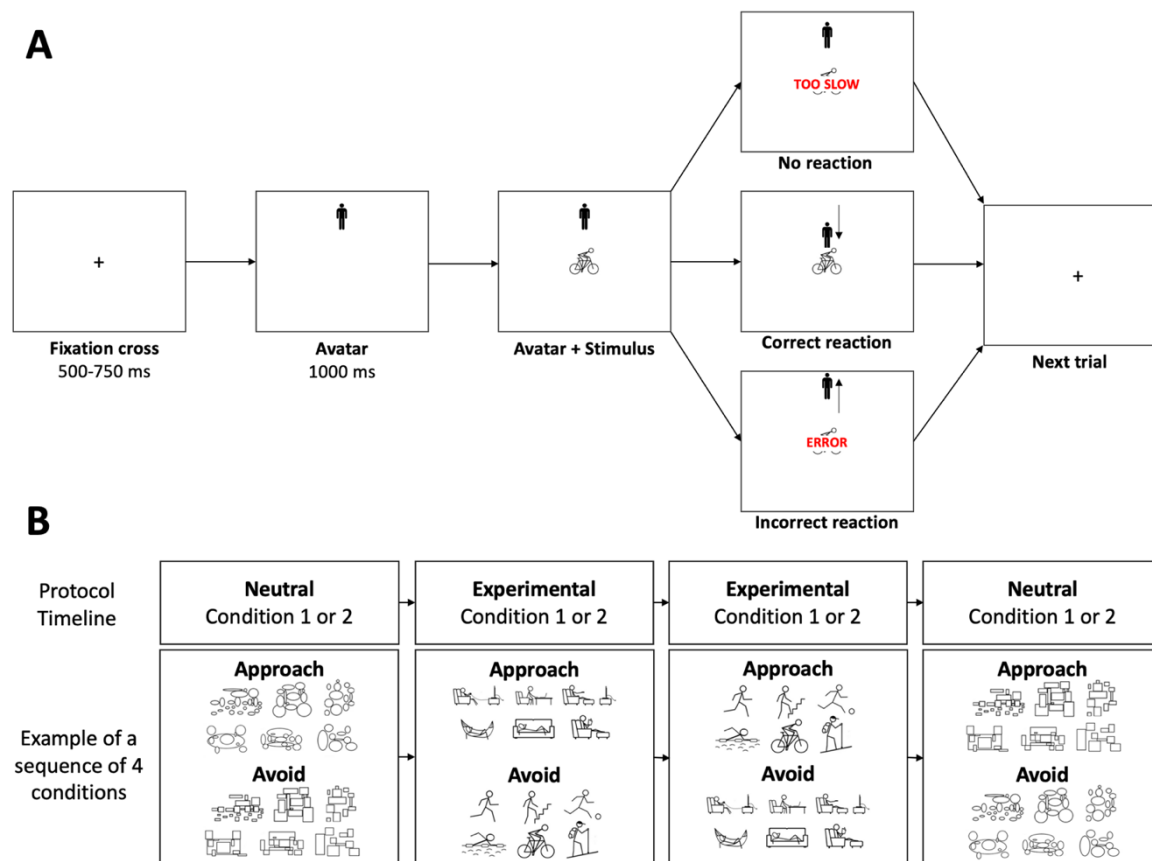 A
TOO SLOW
No reaction
+
Fixation cross
500-750 ms
Avatar
1000 ms
Avatar + Stimulus
Correct reaction
+
Next trial
ERROR
Incorrect reaction
B
Protocol
Timeline
Neutral
Condition 1 or 2
Experimental
Condition 1 or 2
Experimental
Condition 1 or 2
Neutral
Condition 1 or 2
Example of a
sequence of 4
conditions
Approach
Avoid
Approach
Avoid
Approach
Avoid
Approach
Avoid